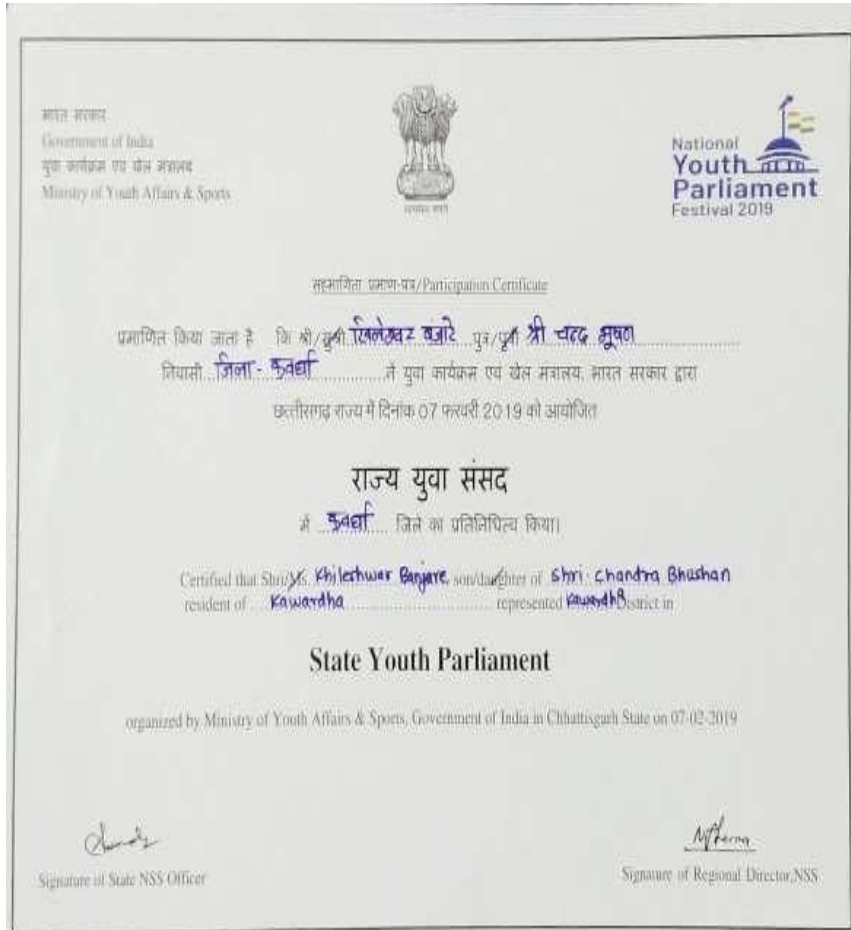 भारत सरकार
Government of India
युवा कार्यक्रम एवं खेल मंत्रालय
Ministry of Youth Affairs & Sports
सत्यमेव जयते
National
Youth
Parliament
Festival 2019
सहभागिता प्रमाण-पत्र/Participation Certificate
प्रमाणित किया जाता है कि श्री/सुश्री खिलेश्वर बंजारे पुत्र/पुत्री श्री चन्द्र भूषण
निवासी जिला - कवर्धा ने युवा कार्यक्रम एवं खेल मंत्रालय, भारत सरकार द्वारा
छत्तीसगढ़ राज्य में दिनांक 07 फरवरी 2019 को आयोजित
राज्य युवा संसद
में कवर्धा जिले का प्रतिनिधित्व किया।
Certified that Shri/Ms. Khileshwar Banjare son/daughter of Shri Chandra Bhushan
resident of Kawardha represented Kawardha District in
State Youth Parliament
organized by Ministry of Youth Affairs & Sports, Government of India in Chhattisgarh State on 07-02-2019
Signature of State NSS Officer
Signature of Regional Director,NSS